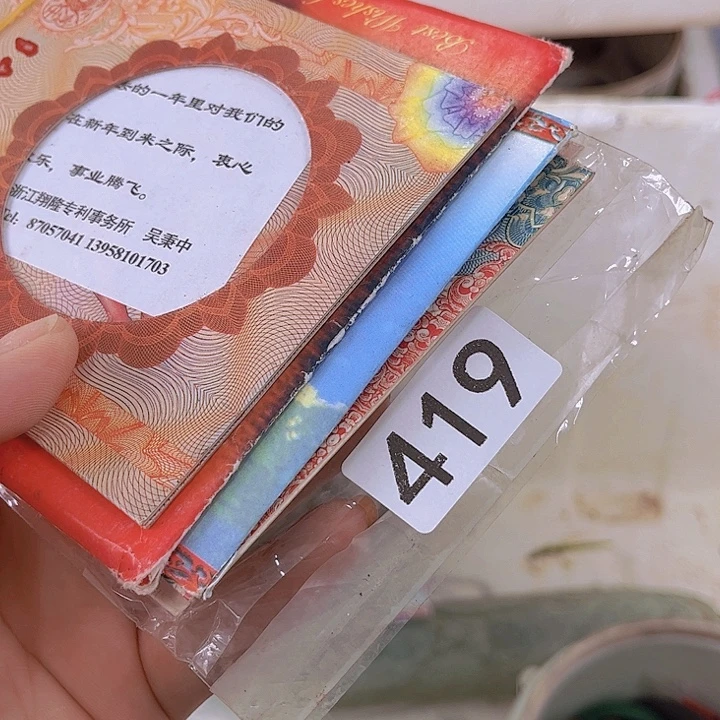 Best Wishes
的一年里对我们的
在新年到来之际，衷心
乐，事业腾飞。
浙江翔隆专利事务所 吴秉中
Tel. 87057041 13958101703
419